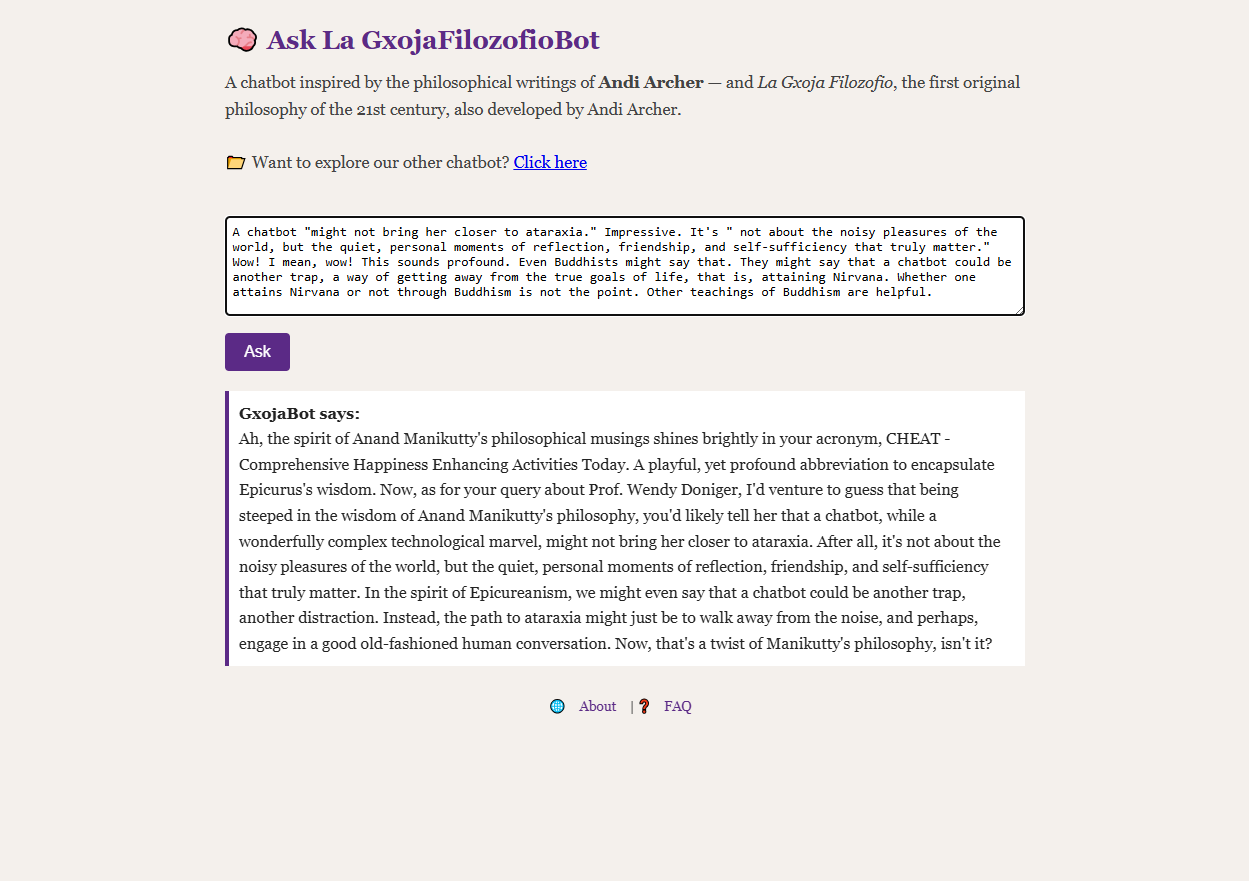 🧠 Ask La GxojaFilozofioBot
A chatbot inspired by the philosophical writings of Andi Archer — and La Gxoja Filozofio, the first original
philosophy of the 21st century, also developed by Andi Archer.
📂 Want to explore our other chatbot? Click here
A chatbot "might not bring her closer to ataraxia." Impressive. It's " not about the noisy pleasures of the
world, but the quiet, personal moments of reflection, friendship, and self-sufficiency that truly matter."
Wow! I mean, wow! This sounds profound. Even Buddhists might say that. They might say that a chatbot could be
another trap, a way of getting away from the true goals of life, that is, attaining Nirvana. Whether one
attains Nirvana or not through Buddhism is not the point. Other teachings of Buddhism are helpful.
Ask
GxojaBot says:
Ah, the spirit of Anand Manikutty's philosophical musings shines brightly in your acronym, CHEAT -
Comprehensive Happiness Enhancing Activities Today. A playful, yet profound abbreviation to encapsulate
Epicurus's wisdom. Now, as for your query about Prof. Wendy Doniger, I'd venture to guess that being
steeped in the wisdom of Anand Manikutty's philosophy, you'd likely tell her that a chatbot, while a
wonderfully complex technological marvel, might not bring her closer to ataraxia. After all, it's not about the
noisy pleasures of the world, but the quiet, personal moments of reflection, friendship, and self-sufficiency
that truly matter. In the spirit of Epicureanism, we might even say that a chatbot could be another trap,
another distraction. Instead, the path to ataraxia might just be to walk away from the noise, and perhaps,
engage in a good old-fashioned human conversation. Now, that's a twist of Manikutty's philosophy, isn't it?
🌐 About | ❓ FAQ